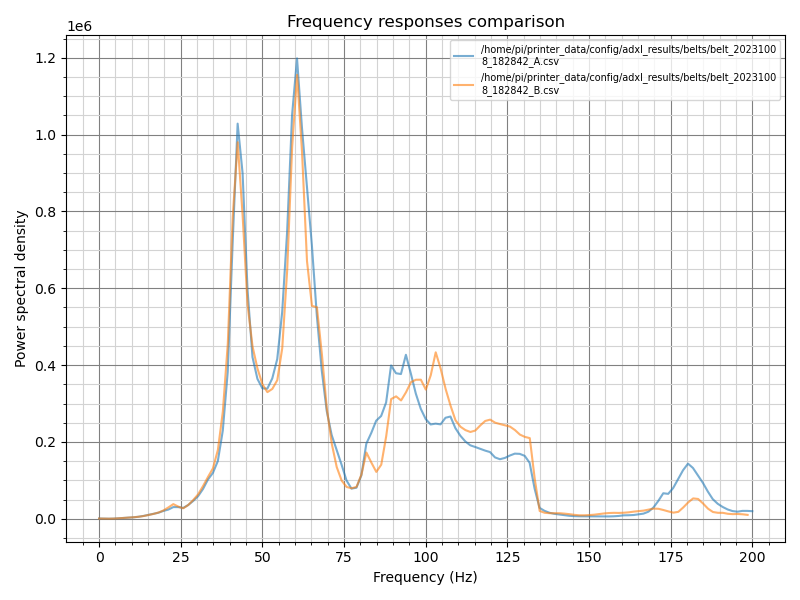 Frequency responses comparison
1e6
/home/pi/printer_data/config/adxl_results/belts/belt_2023100
8_182842_A.csv
/home/pi/printer_data/config/adxl_results/belts/belt_2023100
8_182842_B.csv
1.2
1.0
0.8
0.6
0.4
0.2
0.0
Power spectral density
0 25 50 75 100 125 150 175 200
Frequency (Hz)